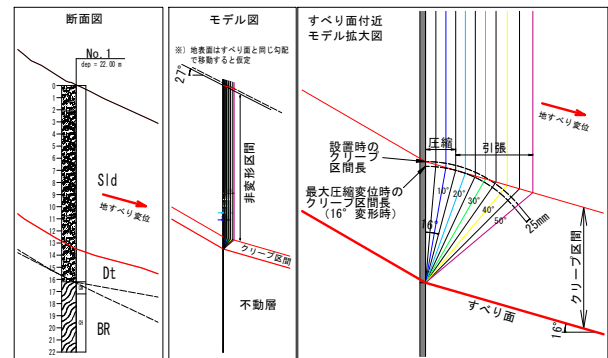 断面図
No.1
dep = 22.00 m
0
1
2
3
4
5
6
7
8
9
10
11
12
13
14
15
16
17
18
19
20
21
22
Sld
地すべり変位
Dt
BR
モデル図
※）地表面はすべり面と同じ勾配
で移動すると仮定
27°
非変形区間
クリープ区間
不動層
すべり面付近
モデル拡大図
地すべり変位
圧縮
引張
設置時の
クリープ
区間長
最大圧縮変位時の
クリープ区間長
（16°変形時）
10°
20°
30°
40°
50°
16°
25mm
クリープ区間
すべり面
16°